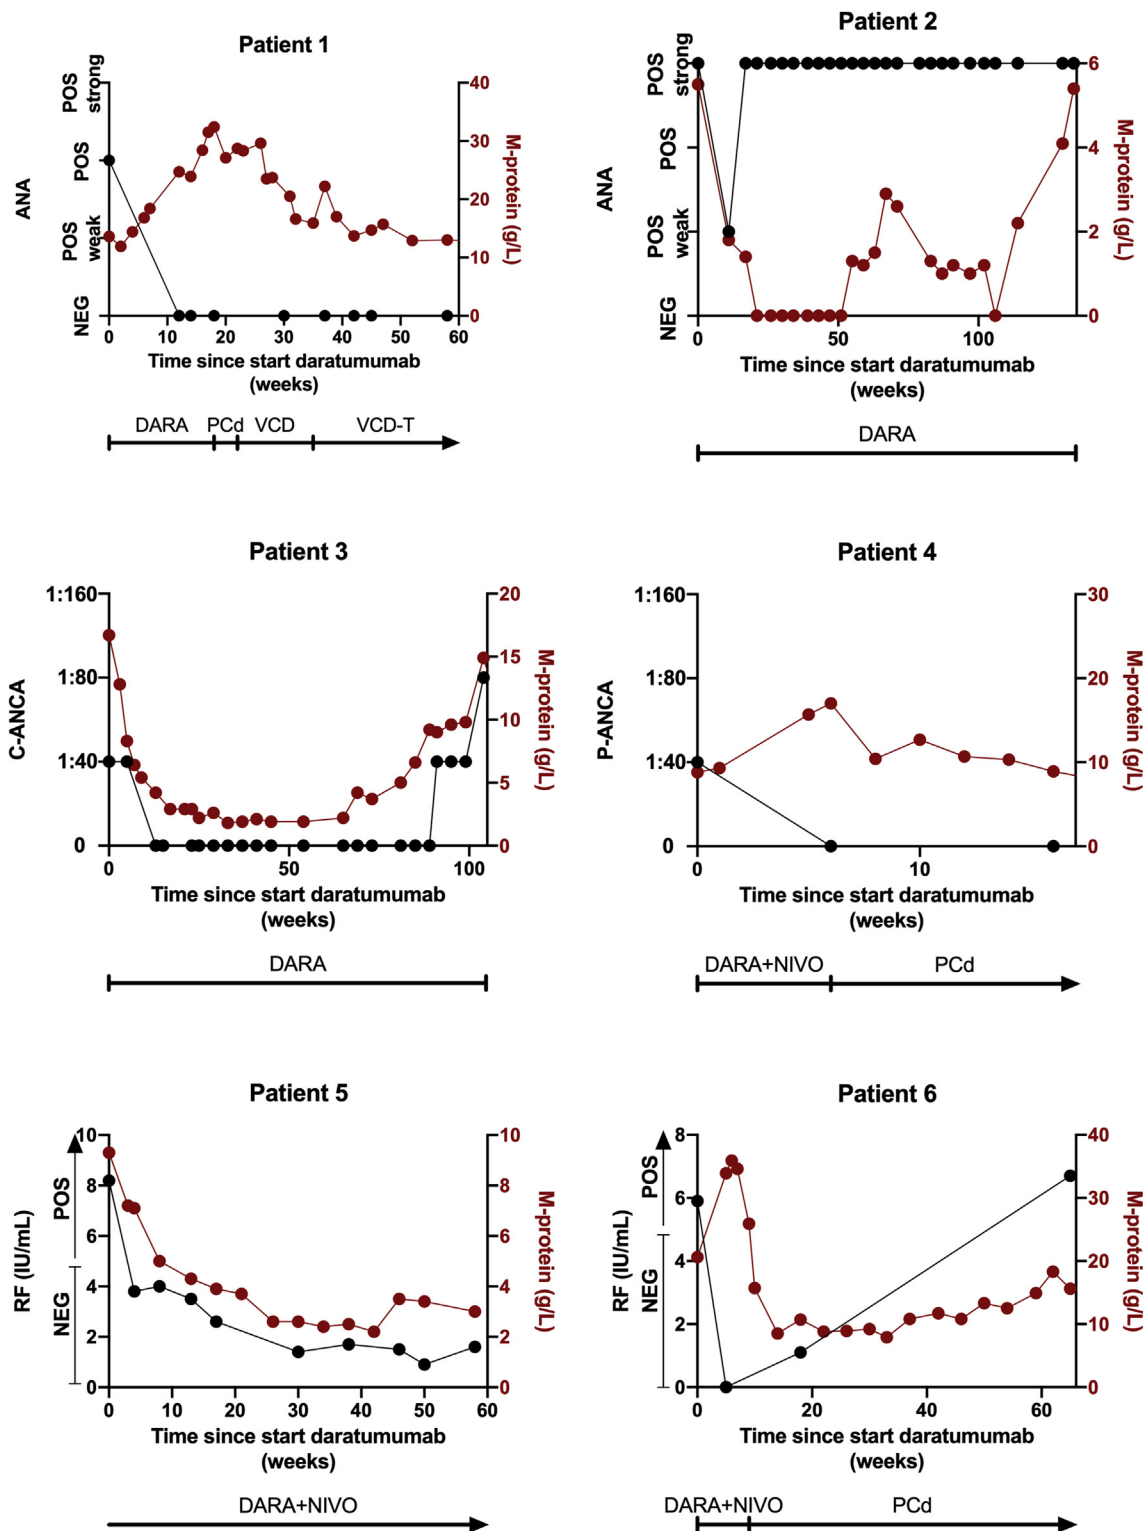 Patient 1
POS strong
POS
POS weak
NEG
ANA
40
30
20
10
0
M-protein (g/L)
0 10 20 30 40 50 60
Time since start daratumumab
(weeks)
DARA PCd VCD VCD-T
Patient 2
POS strong
POS
POS weak
NEG
ANA
6
4
2
0
M-protein (g/L)
0 50 100
Time since start daratumumab
(weeks)
DARA
Patient 3
1:160
1:80
1:40
0
C-ANCA
20
15
10
5
0
M-protein (g/L)
0 50 100
Time since start daratumumab
(weeks)
DARA
Patient 4
1:160
1:80
1:40
0
P-ANCA
30
20
10
0
M-protein (g/L)
0 10
Time since start daratumumab
(weeks)
DARA+NIVO PCd
Patient 5
10
8
6
4
2
0
POS
NEG
RF (IU/mL)
10
8
6
4
2
0
M-protein (g/L)
0 10 20 30 40 50 60
Time since start daratumumab
(weeks)
DARA+NIVO
Patient 6
8
6
4
2
0
POS
NEG
RF (IU/mL)
40
30
20
10
0
M-protein (g/L)
0 20 40 60
Time since start daratumumab
(weeks)
DARA+NIVO PCd